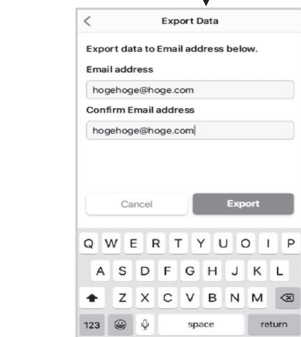 Export Data
Export data to Email address below.
Email address
hogehoge@hoge.com
Confirm Email address
hogehoge@hoge.com
Cancel Export
Q W E R T Y U O I P
A S D F G H J K L
Z X C V B N M
123 space return